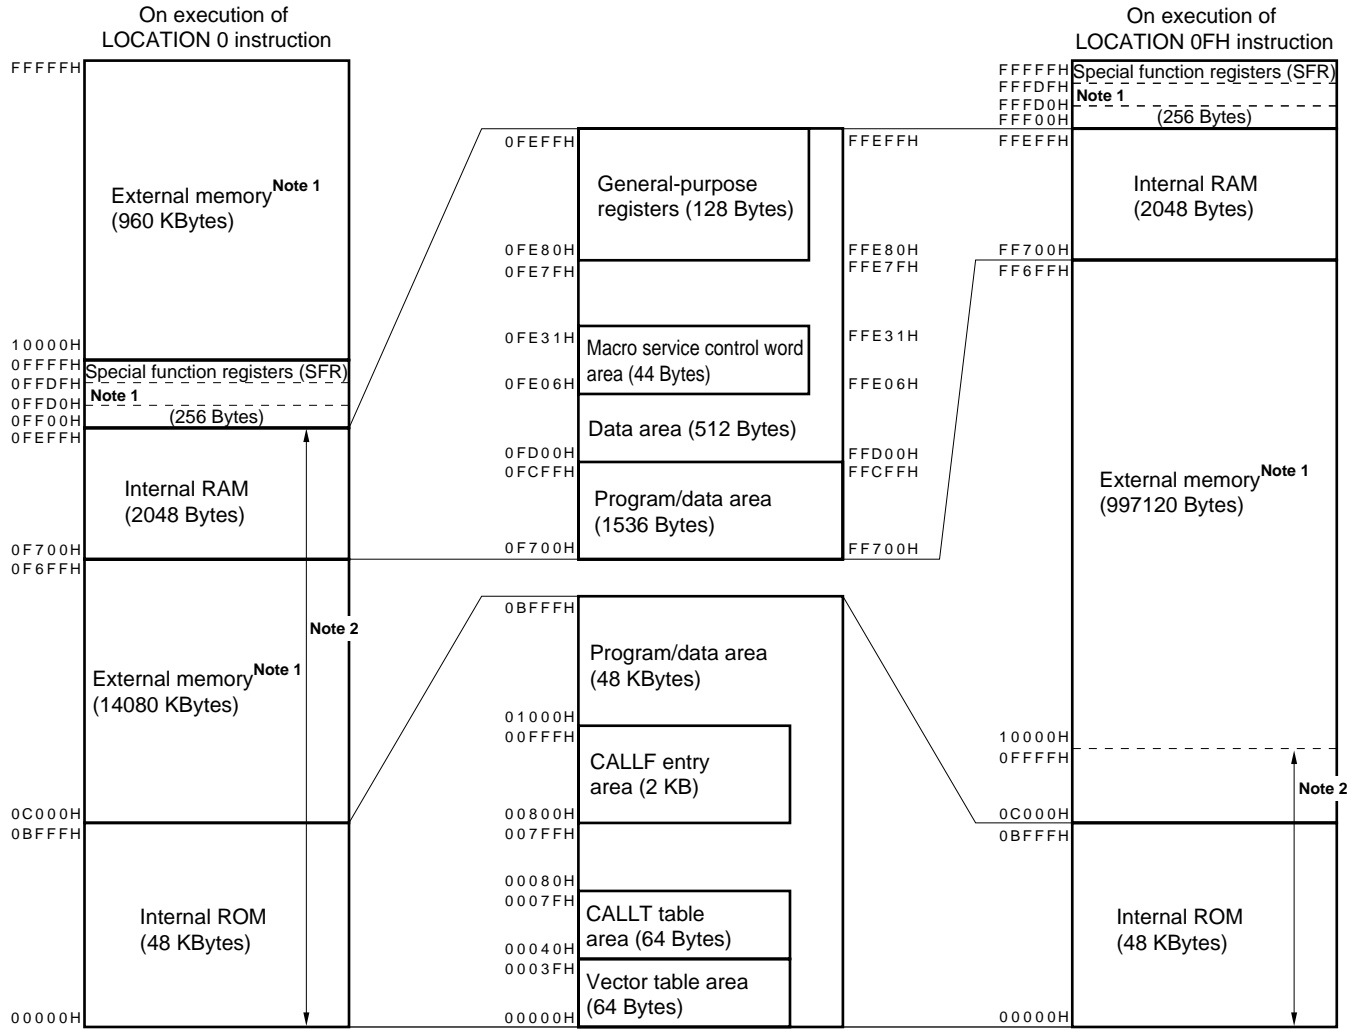 On execution of
LOCATION 0 instruction
FFFFFH
External memory Note 1
(960 KBytes)
10000H
0FFFFH
Special function registers (SFR)
0FFDFH
Note 1
0FFD0H
(256 Bytes)
0FF00H
0FEFFH
Internal RAM
(2048 Bytes)
0F700H
0F6FFH
Note 2
External memory Note 1
(14080 KBytes)
0C000H
0BFFFH
Internal ROM
(48 KBytes)
00000H
0FEFFH
FFEFFH
General-purpose
registers (128 Bytes)
0FE80H
FFE80H
0FE7FH
FFE7FH
0FE31H
FFE31H
Macro service control word
area (44 Bytes)
0FE06H
FFE06H
Data area (512 Bytes)
0FD00H
FFD00H
0FCFFH
FFCFFH
Program/data area
(1536 Bytes)
0F700H
FF700H
0BFFFH
Program/data area
(48 KBytes)
01000H
00FFFH
CALLF entry
area (2 KB)
00800H
007FFH
00080H
0007FH
CALLT table
area (64 Bytes)
00040H
0003FH
Vector table area
(64 Bytes)
00000H
On execution of
LOCATION 0FH instruction
FFFFFH
Special function registers (SFR)
FFFDFH
Note 1
FFFD0H
(256 Bytes)
FFF00H
FFEFFH
Internal RAM
(2048 Bytes)
FF700H
FF6FFH
External memory Note 1
(997120 Bytes)
10000H
0FFFFH
Note 2
0C000H
0BFFFH
Internal ROM
(48 KBytes)
00000H